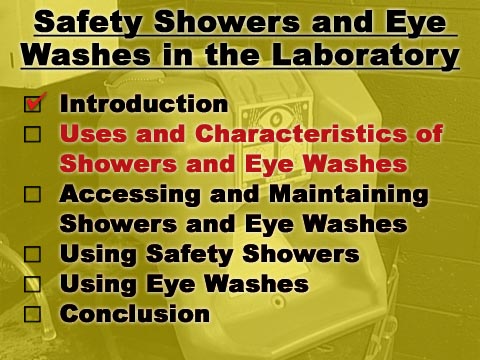 Safety Showers and Eye
Washes in the Laboratory
Introduction
Uses and Characteristics of
Showers and Eye Washes
Accessing and Maintaining
Showers and Eye Washes
Using Safety Showers
Using Eye Washes
Conclusion